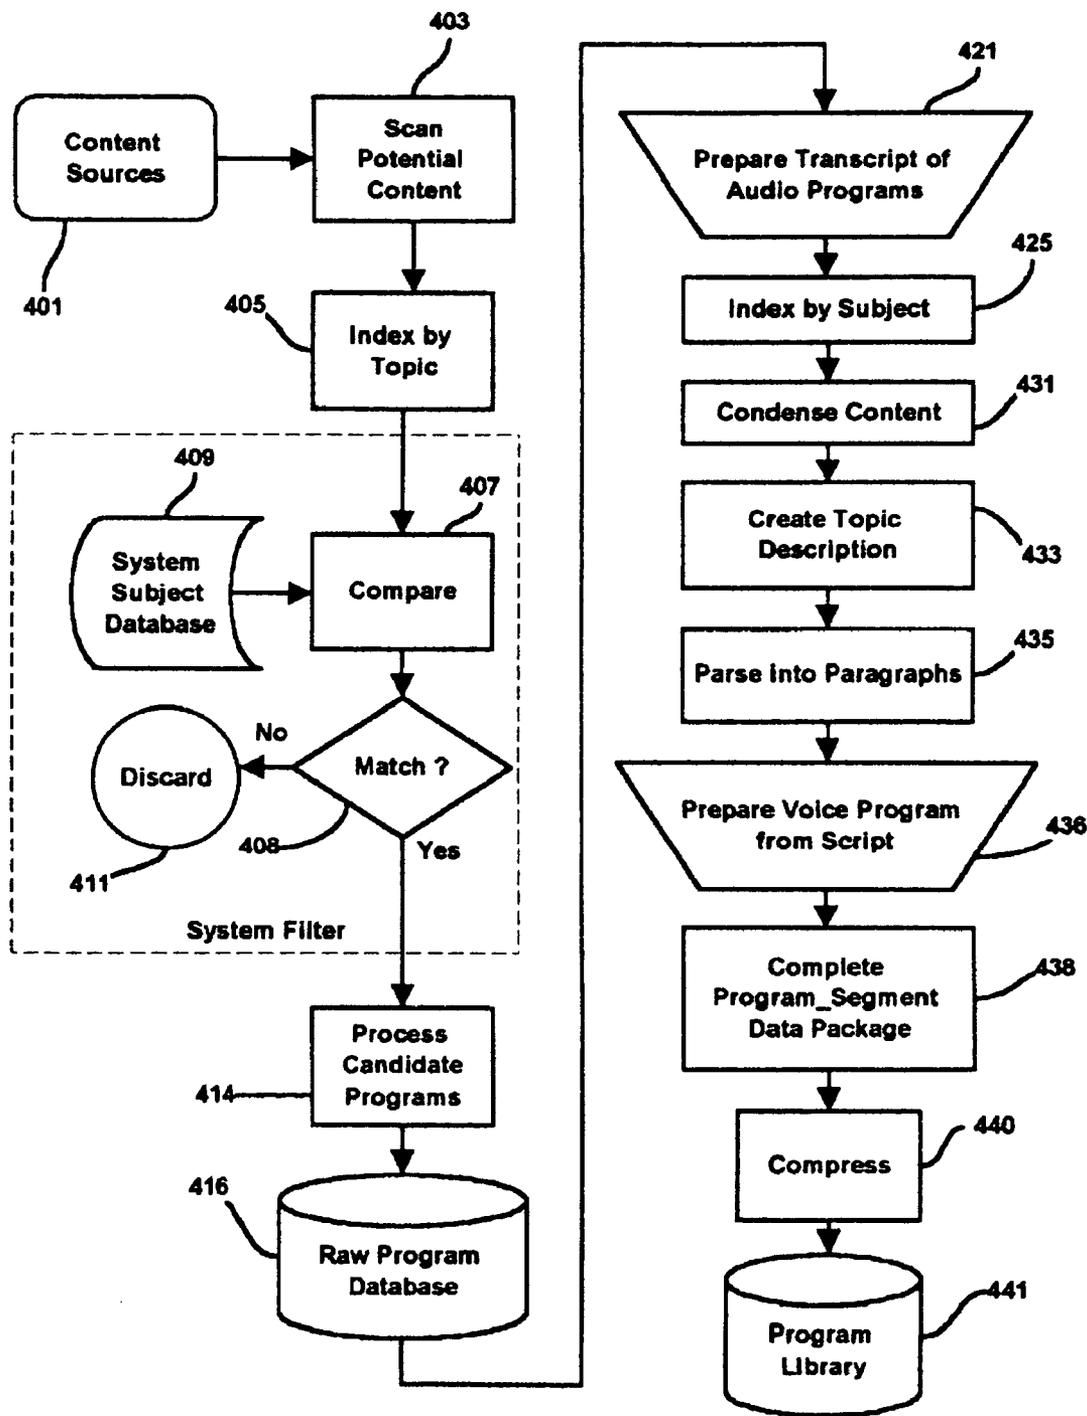 403
Content
Sources
401
Scan
Potential
Content
405
Index by
Topic
409
System
Subject
Database
407
Compare
Match ?
No
Discard
411
408
Yes
System Filter
Process
Candidate
Programs
414
416
Raw Program
Database
421
Prepare Transcript of
Audio Programs
425
Index by Subject
431
Condense Content
Create Topic
Description
433
435
Parse Into Paragraphs
Prepare Voice Program
from Script
436
Complete
Program_Segment
Data Package
438
440
Compress
441
Program
Library